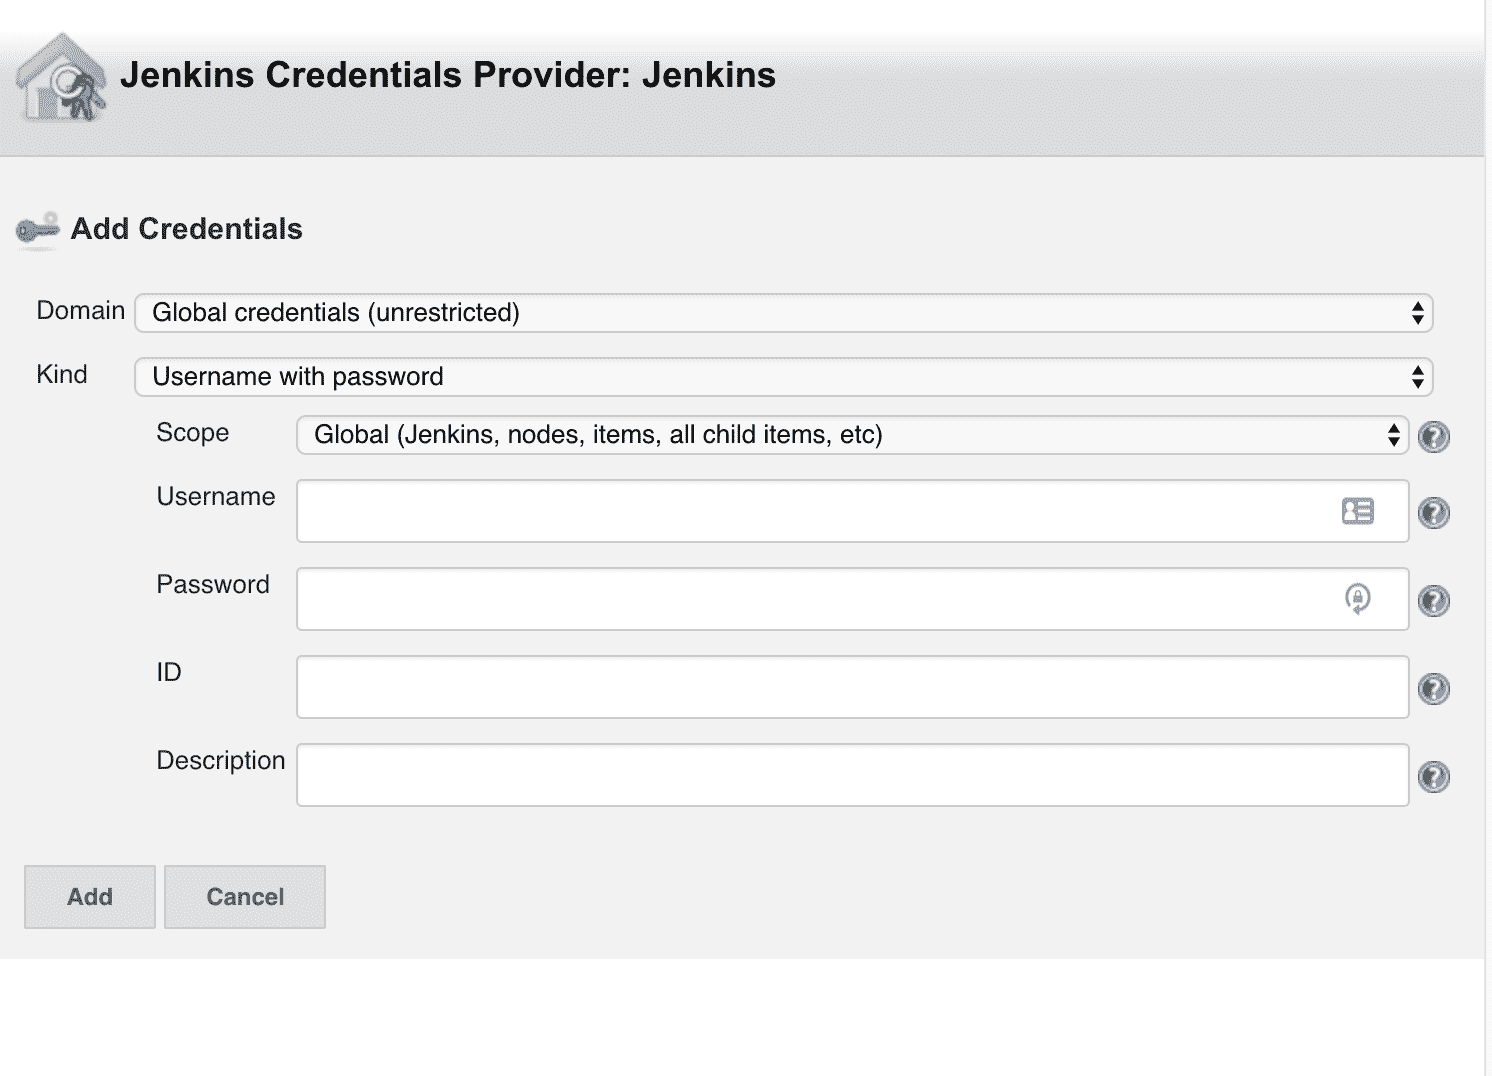 Jenkins Credentials Provider: Jenkins
Add Credentials
Domain Global credentials (unrestricted)
Kind Username with password
Scope Global (Jenkins, nodes, items, all child items, etc)
Username
Password
ID
Description
Add Cancel